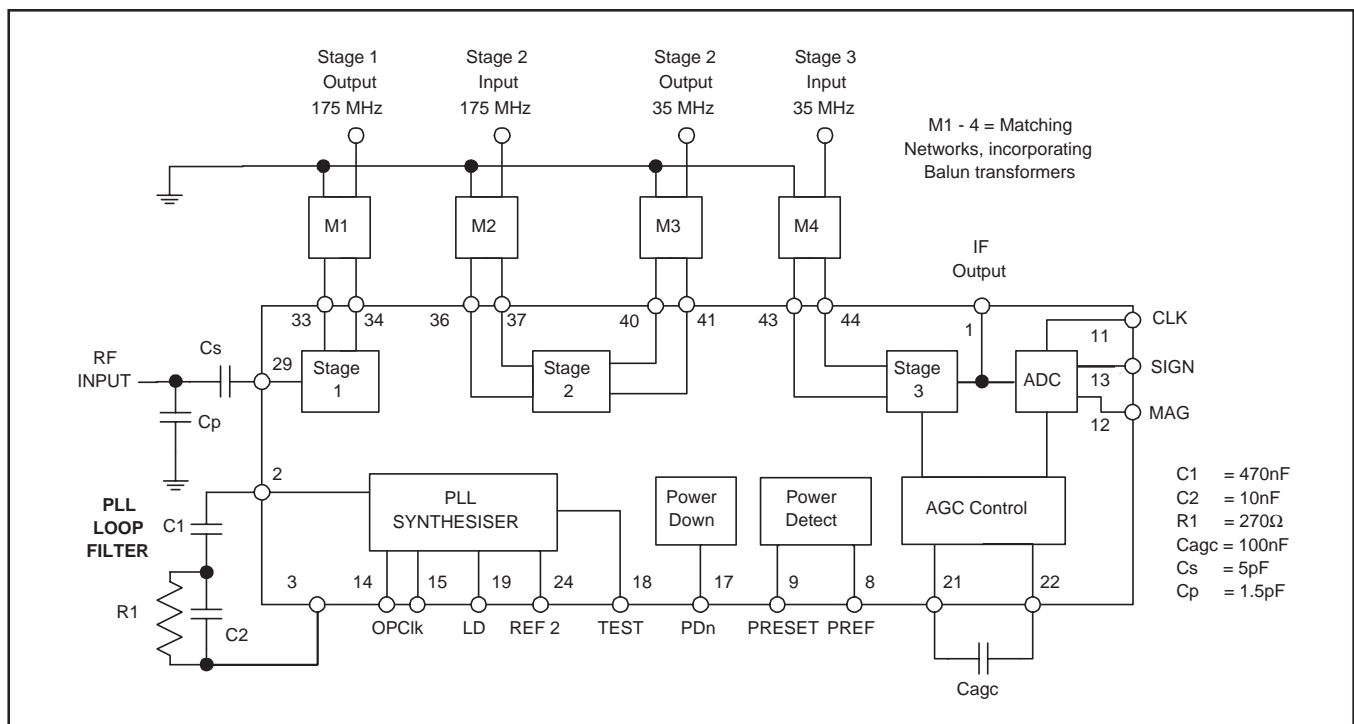 Stage 1
Output
175 MHz
Stage 2
Input
175 MHz
Stage 2
Output
35 MHz
Stage 3
Input
35 MHz
M1 - 4 = Matching
Networks, incorporating
Balun transformers
M1
M2
M3
M4
IF
Output
33
34
36
37
40
41
43
44
1
11
CLK
RF
INPUT
Cs
29
Stage
1
Stage
2
Stage
3
ADC
13
SIGN
12
MAG
Cp
2
PLL
LOOP
FILTER
C1
PLL
SYNTHESISER
Power
Down
Power
Detect
AGC Control
C1 = 470nF
C2 = 10nF
R1 = 270Ω
Cagc = 100nF
Cs = 5pF
Cp = 1.5pF
R1
C2
3
14
15
19
24
18
17
9
8
21
22
OPClk
LD
REF 2
TEST
PDn
PRESET
PREF
Cagc